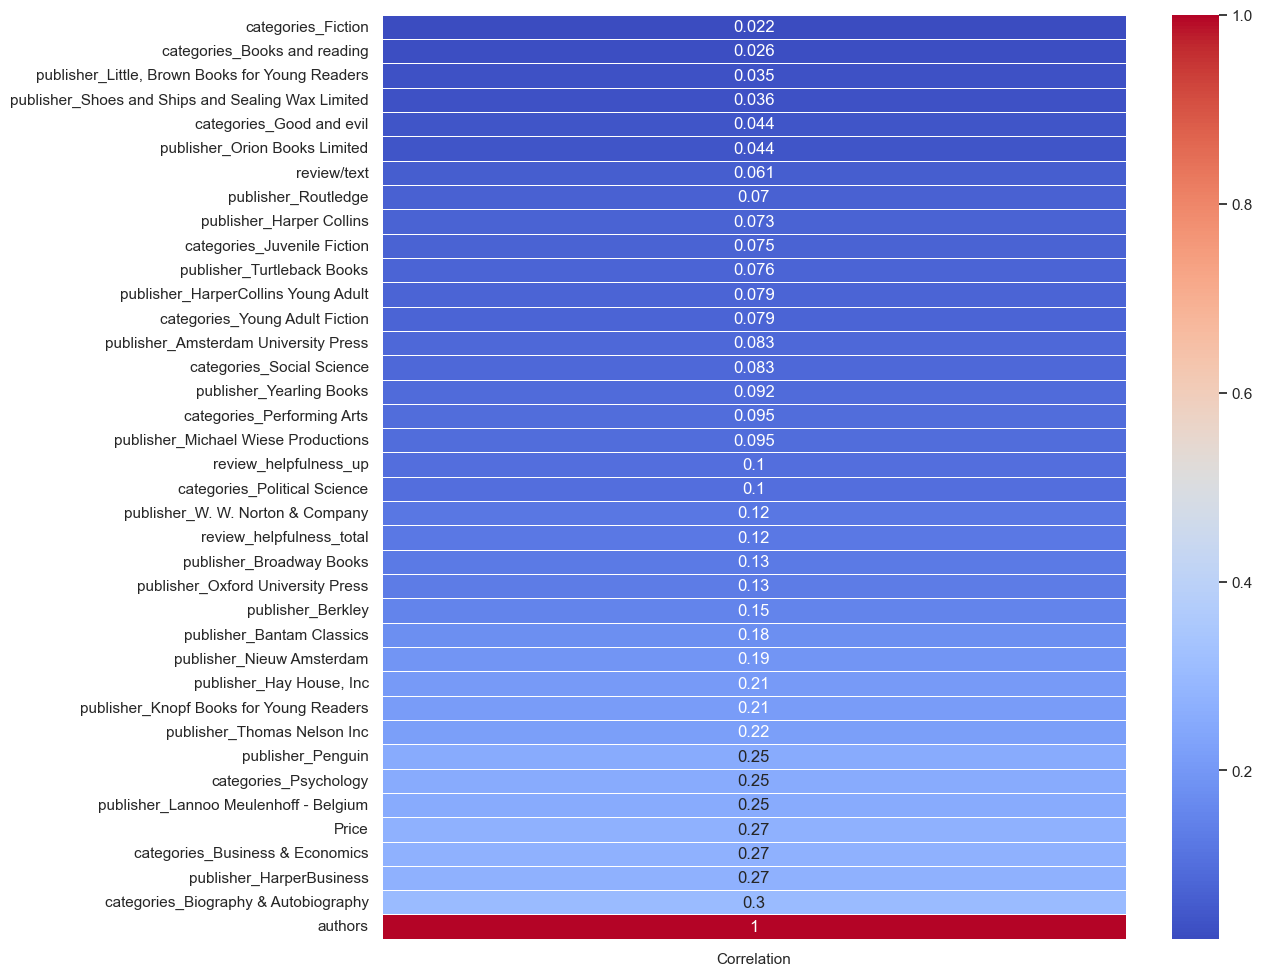 categories_Fiction 0.022
categories_Books and reading 0.026
publisher_Little, Brown Books for Young Readers 0.035
publisher_Shoes and Ships and Sealing Wax Limited 0.036
categories_Good and evil 0.044
publisher_Orion Books Limited 0.044
review/text 0.061
publisher_Routledge 0.07
publisher_Harper Collins 0.073
categories_Juvenile Fiction 0.075
publisher_Turtleback Books 0.076
publisher_HarperCollins Young Adult 0.079
categories_Young Adult Fiction 0.079
publisher_Amsterdam University Press 0.083
categories_Social Science 0.083
publisher_Yearling Books 0.092
categories_Performing Arts 0.095
publisher_Michael Wiese Productions 0.095
review_helpfulness_up 0.1
categories_Political Science 0.1
publisher_W. W. Norton & Company 0.12
review_helpfulness_total 0.12
publisher_Broadway Books 0.13
publisher_Oxford University Press 0.13
publisher_Berkley 0.15
publisher_Bantam Classics 0.18
publisher_Nieuw Amsterdam 0.19
publisher_Hay House, Inc 0.21
publisher_Knopf Books for Young Readers 0.21
publisher_Thomas Nelson Inc 0.22
publisher_Penguin 0.25
categories_Psychology 0.25
publisher_Lannoo Meulenhoff - Belgium 0.25
Price 0.27
categories_Business & Economics 0.27
publisher_HarperBusiness 0.27
categories_Biography & Autobiography 0.3
authors 1
Correlation
1.0
0.8
0.6
0.4
0.2